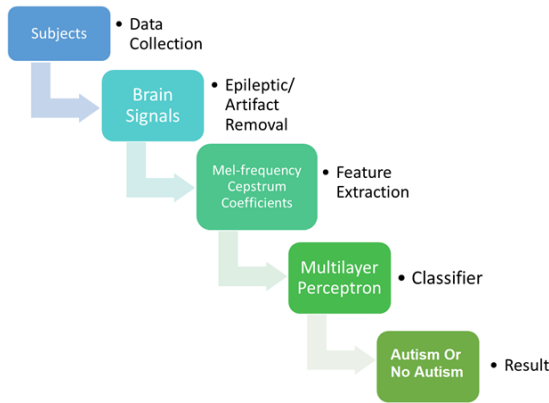 Subjects
• Data
Collection
Brain
Signals
• Epileptic/
Artifact
Removal
Mel-frequency
Cepstrum
Coefficients
• Feature
Extraction
Multilayer
Perceptron
• Classifier
Autism Or
No Autism
• Result